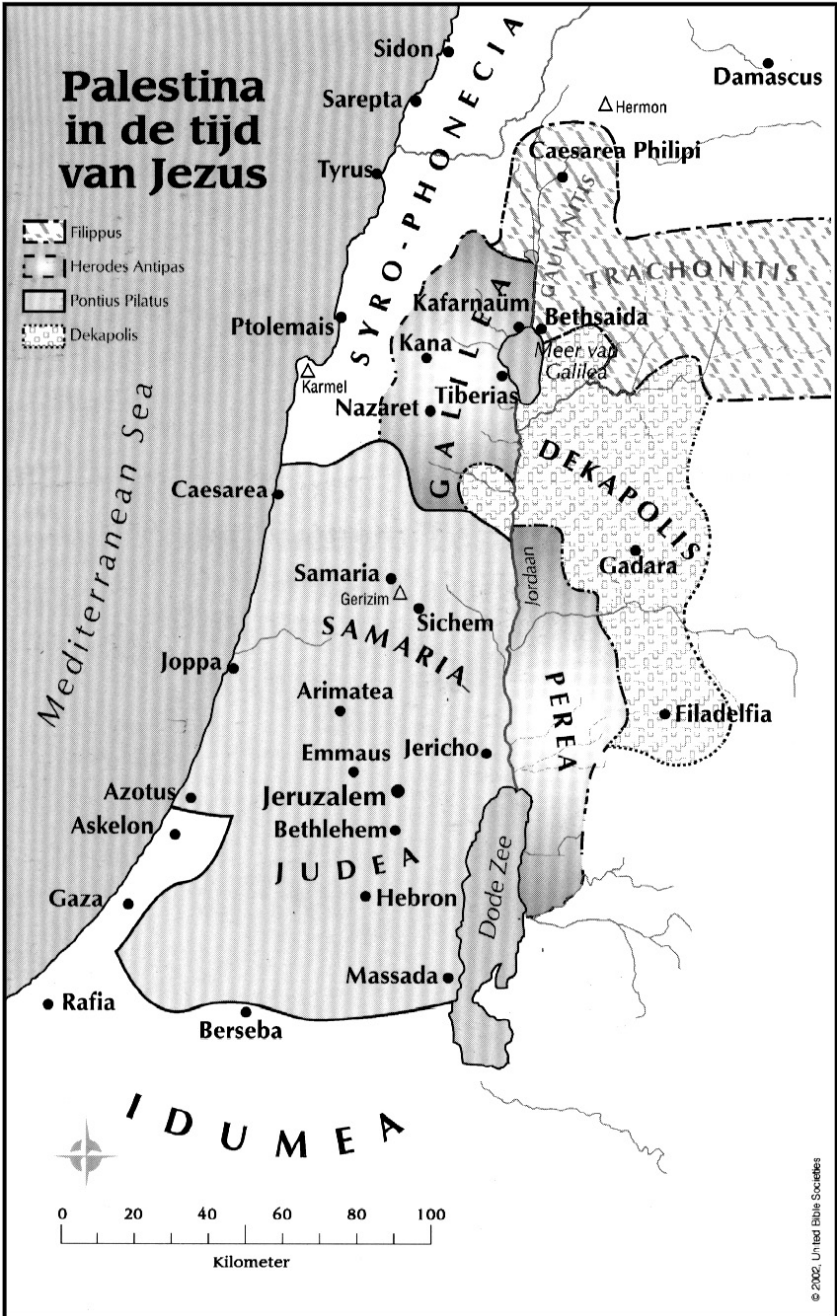 Palestina
in de tijd
van Jezus
Filippus
Herodes Antipas
Pontius Pilatus
Dekapolis
Sidon
Damascus
Sarepta
Hermon
Tyrus
Caesarea Philipi
SYRO-PHONECIA
GAULANITIS
TRACHONITIS
Kafarnaüm
Bethsaida
Ptolemais
Kana
Meer van
Galilea
Karmel
Tiberias
Nazaret
GALILEA
DEKAPOLIS
Mediterranean Sea
Caesarea
Gadara
Jordaan
Samaria
Gerizim
Sichem
SAMARIA
Joppa
PEREA
Arimatea
Filadelfia
Emmaus
Jericho
Azotus
Jeruzalem
Askelon
Bethlehem
JUDEA
Dode Zee
Gaza
Hebron
Massada
Rafia
Berseba
IDUMEA
0 20 40 60 80 100
Kilometer
© 2002, United Bible Societies